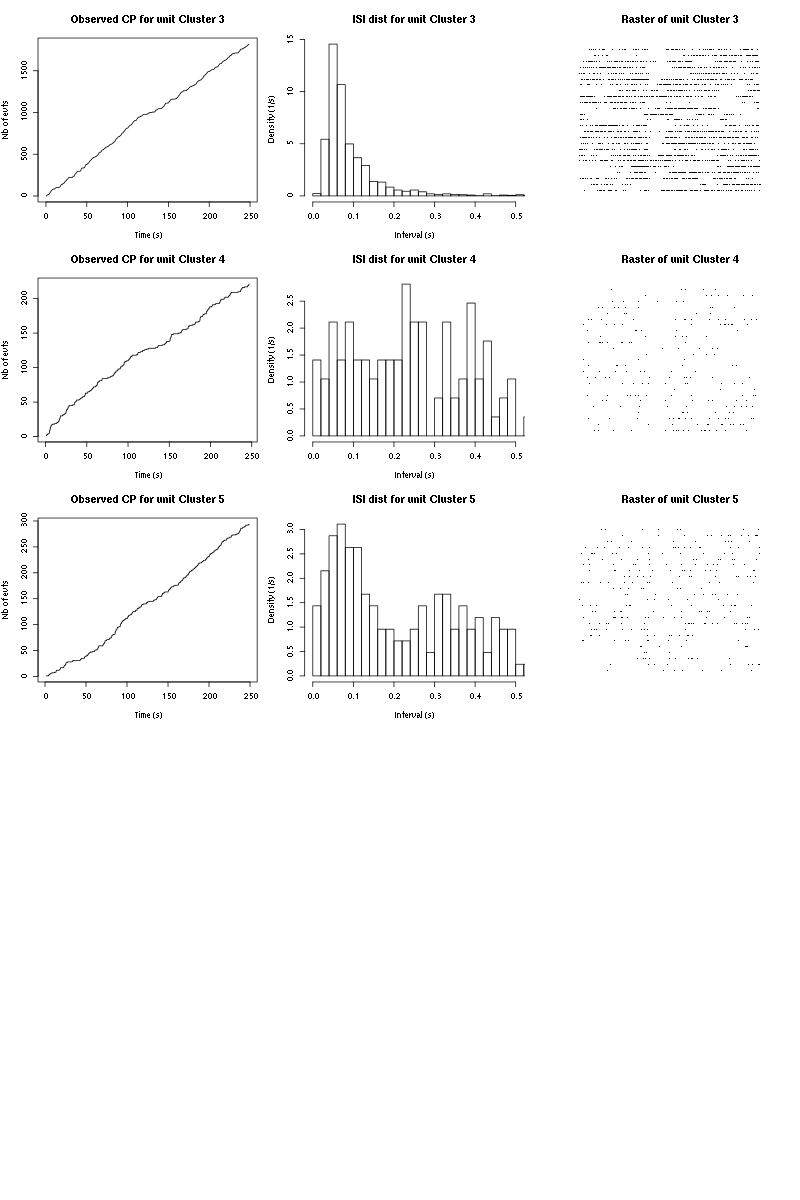 Observed CP for unit Cluster 3
ISI dist for unit Cluster 3
Raster of unit Cluster 3
Nb of evts
0
500
1000
1500
0 50 100 150 200 250
Time (s)
Density (1/s)
0
5
10
15
0.0 0.1 0.2 0.3 0.4 0.5
Interval (s)
Observed CP for unit Cluster 4
ISI dist for unit Cluster 4
Raster of unit Cluster 4
Nb of evts
0
50
100
150
200
0 50 100 150 200 250
Time (s)
Density (1/s)
0.0
0.5
1.0
1.5
2.0
2.5
0.0 0.1 0.2 0.3 0.4 0.5
Interval (s)
Observed CP for unit Cluster 5
ISI dist for unit Cluster 5
Raster of unit Cluster 5
Nb of evts
0
50
100
150
200
250
300
0 50 100 150 200 250
Time (s)
Density (1/s)
0.0
0.5
1.0
1.5
2.0
2.5
3.0
0.0 0.1 0.2 0.3 0.4 0.5
Interval (s)